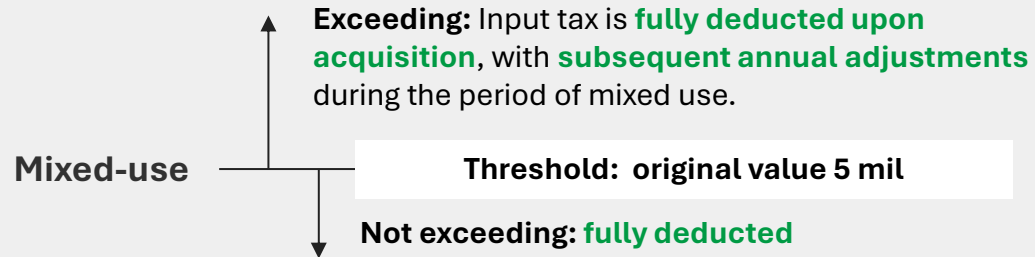 Exceeding: Input tax is fully deducted upon
acquisition, with subsequent annual adjustments
during the period of mixed use.
Mixed-use
Threshold: original value 5 mil
Not exceeding: fully deducted